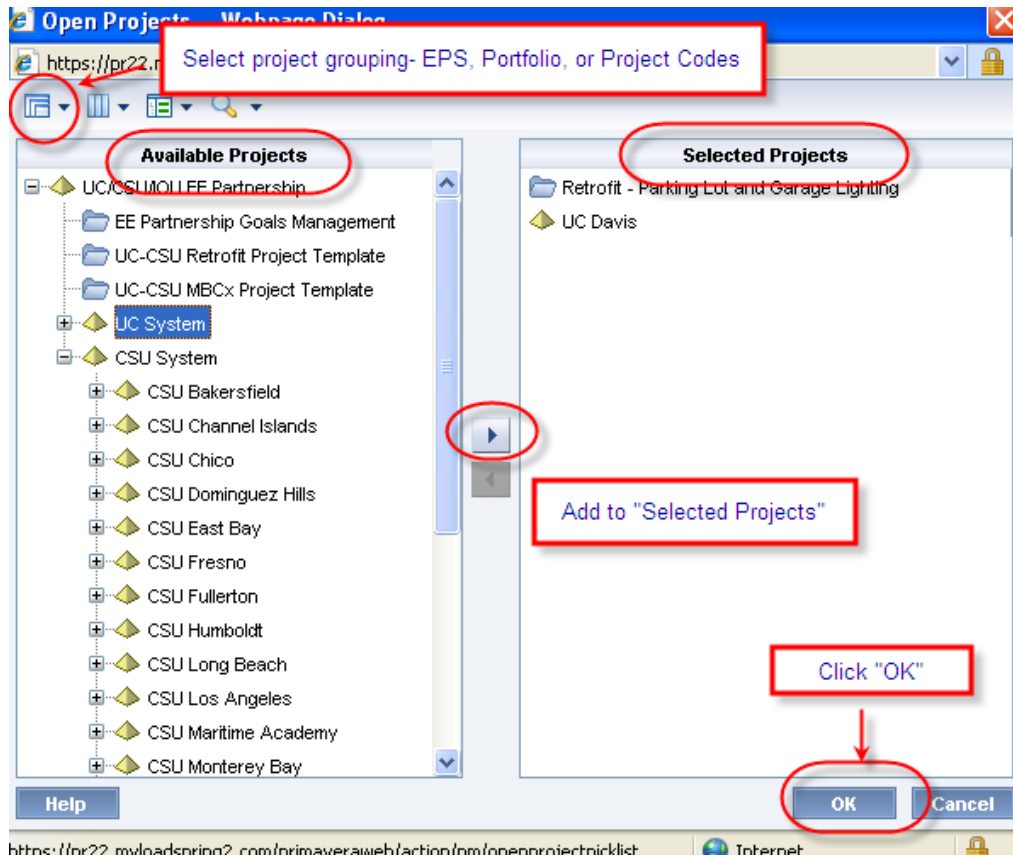 Open Projects Webpage Dialog
Select project grouping- EPS, Portfolio, or Project Codes
https://pr22.
Available Projects
Selected Projects
UC/CSU/IOU EE Partnership
EE Partnership Goals Management
UC-CSU Retrofit Project Template
UC-CSU MBCx Project Template
UC System
CSU System
CSU Bakersfield
CSU Channel Islands
CSU Chico
CSU Dominguez Hills
CSU East Bay
CSU Fresno
CSU Fullerton
CSU Humboldt
CSU Long Beach
CSU Los Angeles
CSU Maritime Academy
CSU Monterey Bay
Retrofit - Parking Lot and Garage Lighting
UC Davis
Add to "Selected Projects"
Click "OK"
Help
OK
Cancel
https://pr22.myloadspring2.com/primaveraweb/action/pm/openprojectpicklist
Internet